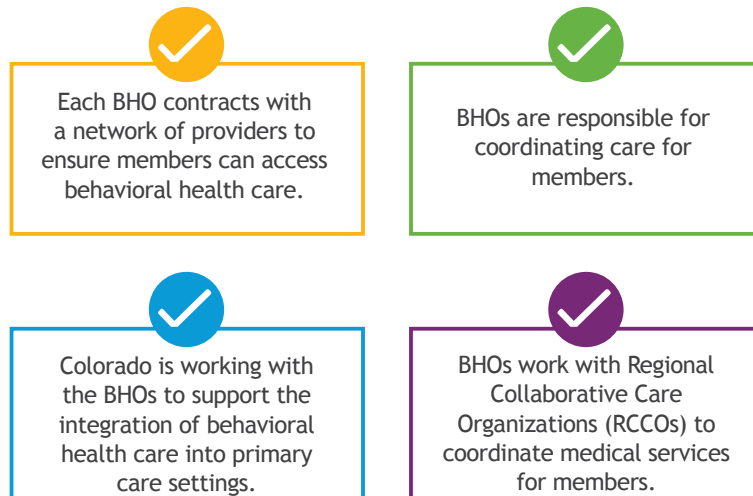 Each BHO contracts with
a network of providers to
ensure members can access
behavioral health care.
BHOs are responsible for
coordinating care for
members.
Colorado is working with
the BHOs to support the
integration of behavioral
health care into primary
care settings.
BHOs work with Regional
Collaborative Care
Organizations (RCCOs) to
coordinate medical services
for members.